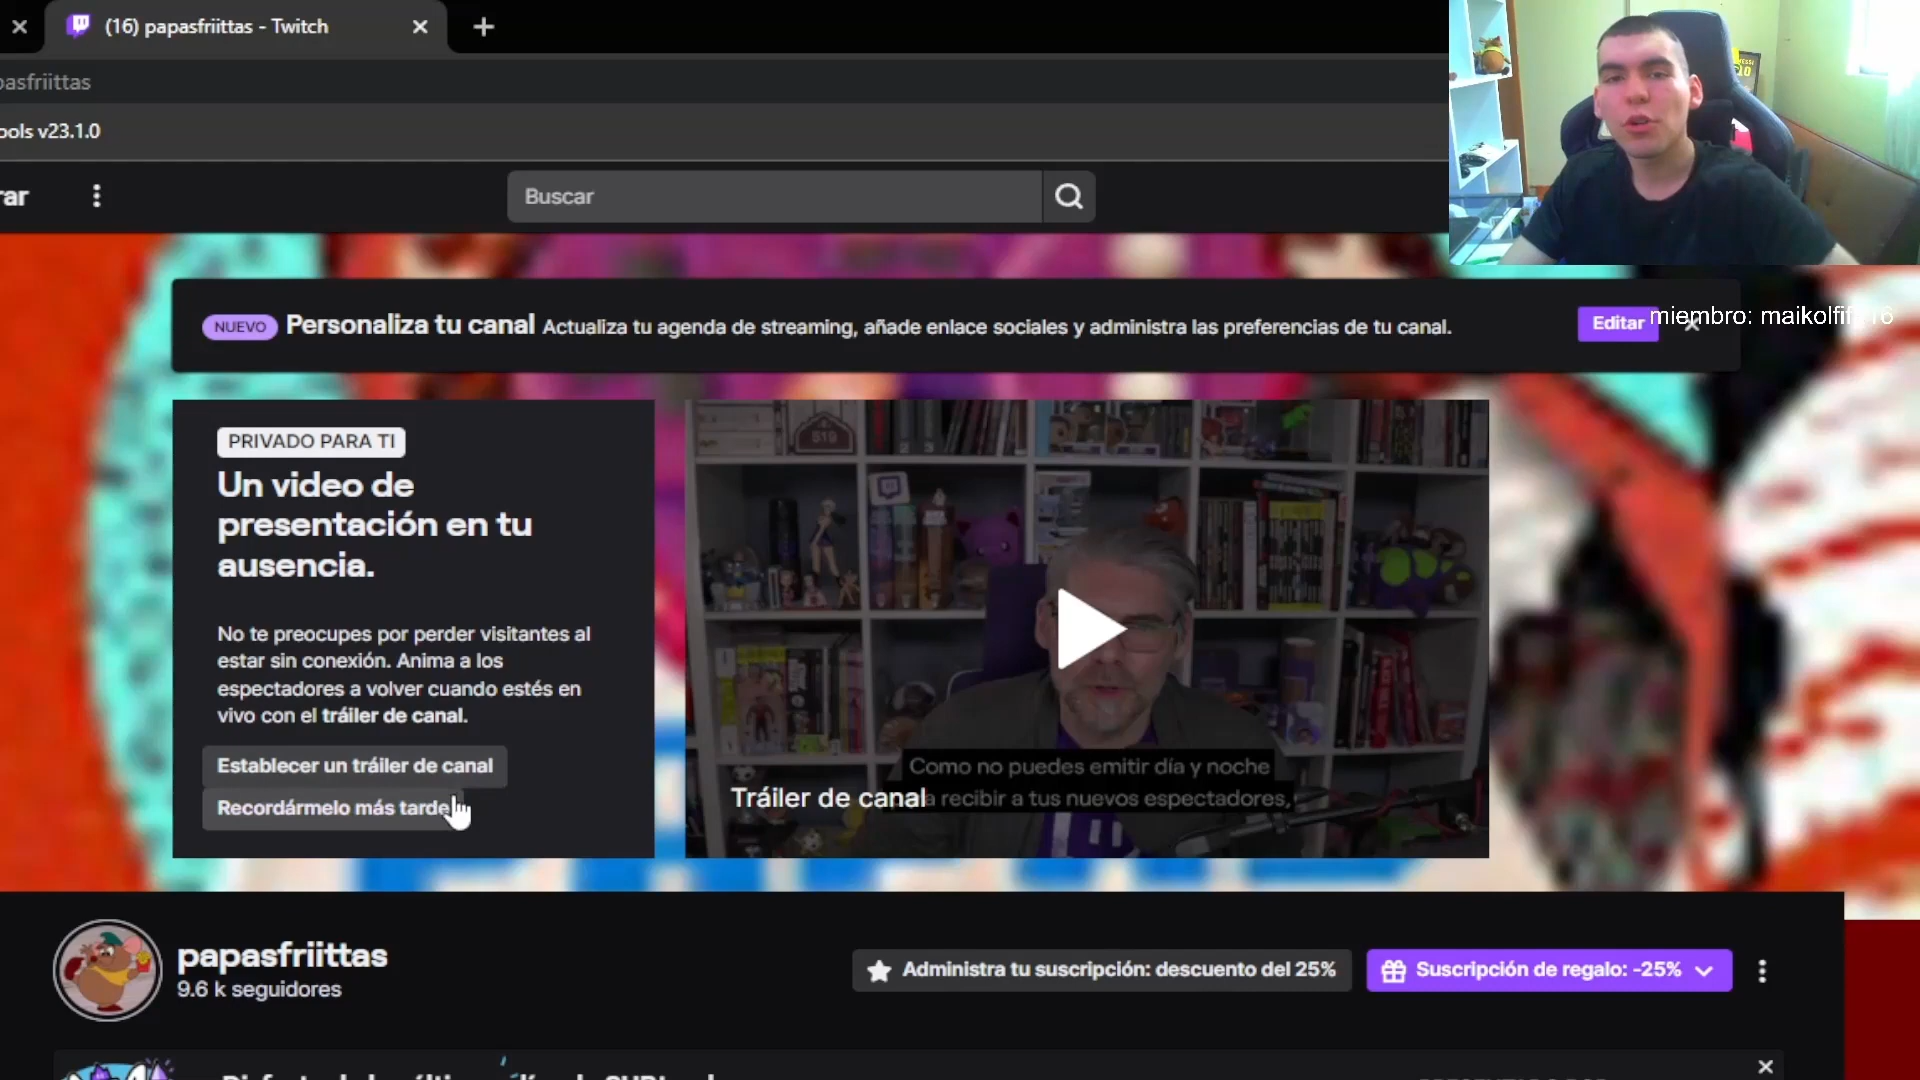 (16) papasfriittas - Twitch
pasfriittas
ools v23.1.0
rar
Buscar
NUEVO Personaliza tu canal Actualiza tu agenda de streaming, añade enlace sociales y administra las preferencias de tu canal.
Editar
miembro: maikolfif 16
PRIVADO PARA TI
Un video de
presentación en tu
ausencia.
No te preocupes por perder visitantes al
estar sin conexión. Anima a los
espectadores a volver cuando estés en
vivo con el tráiler de canal.
Establecer un tráiler de canal
Recordármelo más tarde
Como no puedes emitir día y noche
a recibir a tus nuevos espectadores,
Tráiler de canal
papasfriittas
9.6 k seguidores
Administra tu suscripción: descuento del 25%
Suscripción de regalo: -25%